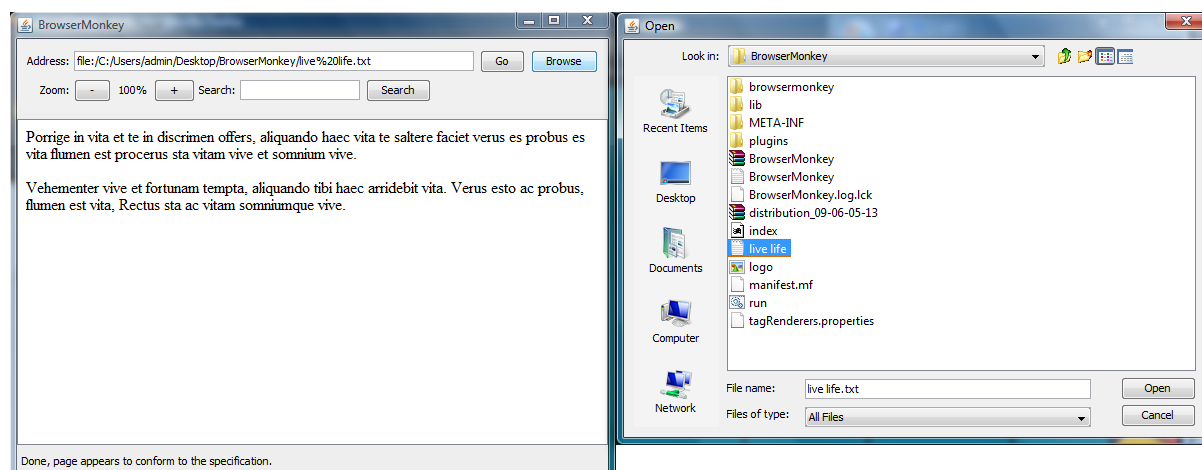 BrowserMonkey
Address: file:/C:/Users/admin/Desktop/BrowserMonkey/live%20life.txt Go Browse
Zoom: - 100% + Search: Search
Porrige in vita et te in discrimen offers, aliquando haec vita te saltere faciet verus es probus es
vita flumen est procerus sta vitam vive et somnium vive.
Vehementer vive et fortunam tempta, aliquando tibi haec arridebit vita. Verus esto ac probus,
flumen est vita, Rectus sta ac vitam somniumque vive.
Done, page appears to conform to the specification.
Open
Look in: BrowserMonkey
Recent Items
Desktop
Documents
Computer
Network
browsermonkey
lib
META-INF
plugins
BrowserMonkey
BrowserMonkey
BrowserMonkey.log.lck
distribution_09-06-05-13
index
live life
logo
manifest.mf
run
tagRenderers.properties
File name: live life.txt Open
Files of type: All Files Cancel